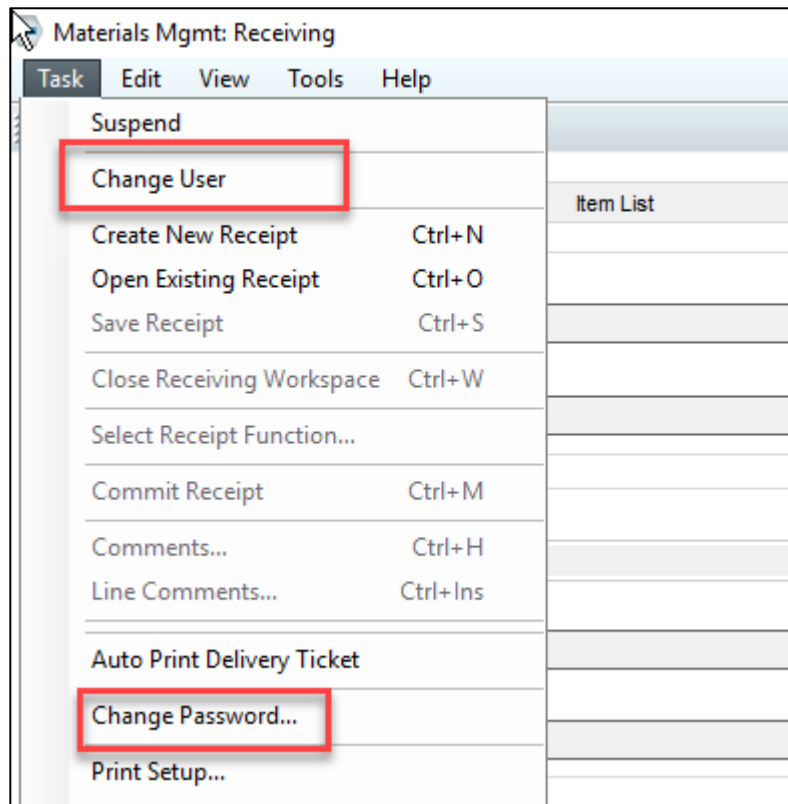 Materials Mgmt: Receiving
Task Edit View Tools Help
Suspend
Change User
Item List
Create New Receipt Ctrl+N
Open Existing Receipt Ctrl+O
Save Receipt Ctrl+S
Close Receiving Workspace Ctrl+W
Select Receipt Function...
Commit Receipt Ctrl+M
Comments... Ctrl+H
Line Comments... Ctrl+Ins
Auto Print Delivery Ticket
Change Password...
Print Setup...